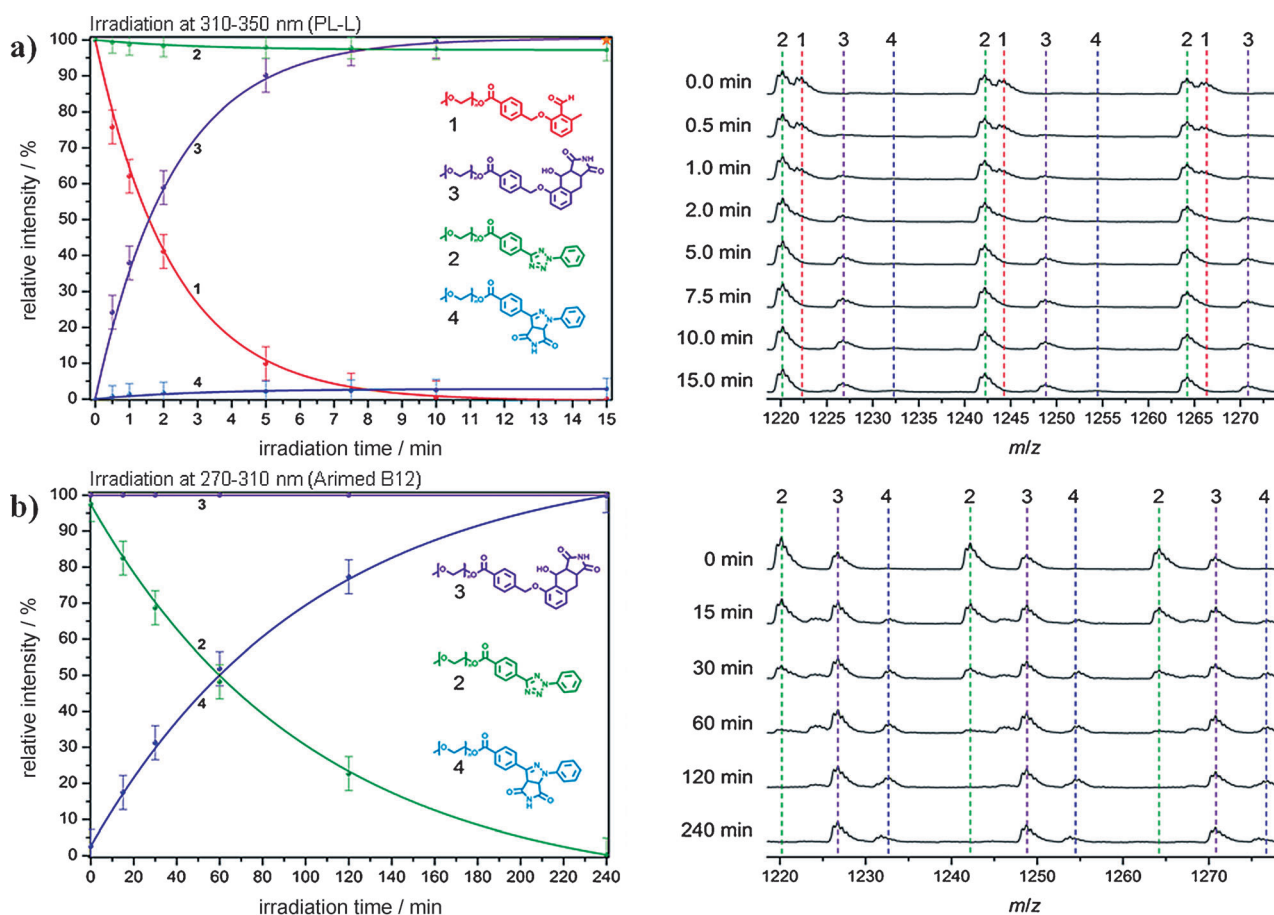 a)
Irradiation at 310-350 nm (PL-L)
relative intensity / %
100
90
80
70
60
50
40
30
20
10
0
2
3
1
4
1
3
2
4
0 1 2 3 4 5 6 7 8 9 10 11 12 13 14 15
irradiation time / min
2 1 3 4 2 1 3 4 2 1 3
0.0 min
0.5 min
1.0 min
2.0 min
5.0 min
7.5 min
10.0 min
15.0 min
1220 1225 1230 1235 1240 1245 1250 1255 1260 1265 1270
m/z
b)
Irradiation at 270-310 nm (Arimed B12)
relative intensity / %
100
90
80
70
60
50
40
30
20
10
0
3
2
4
3
2
4
0 20 40 60 80 100 120 140 160 180 200 220 240
irradiation time / min
2 3 4 2 3 4 2 3 4
0 min
15 min
30 min
60 min
120 min
240 min
1220 1230 1240 1250 1260 1270
m/z